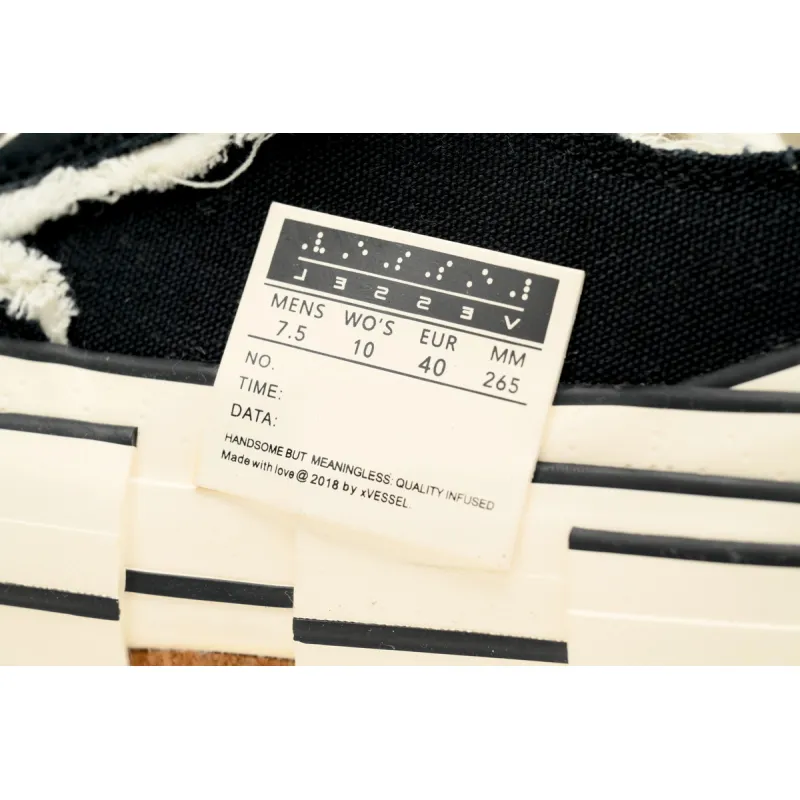 VESSEL
MENS WO'S EUR MM
7.5 10 40 265
NO.
TIME:
DATA:
HANDSOME BUT MEANINGLESS: QUALITY INFUSED
Made with love @ 2018 by xVESSEL.